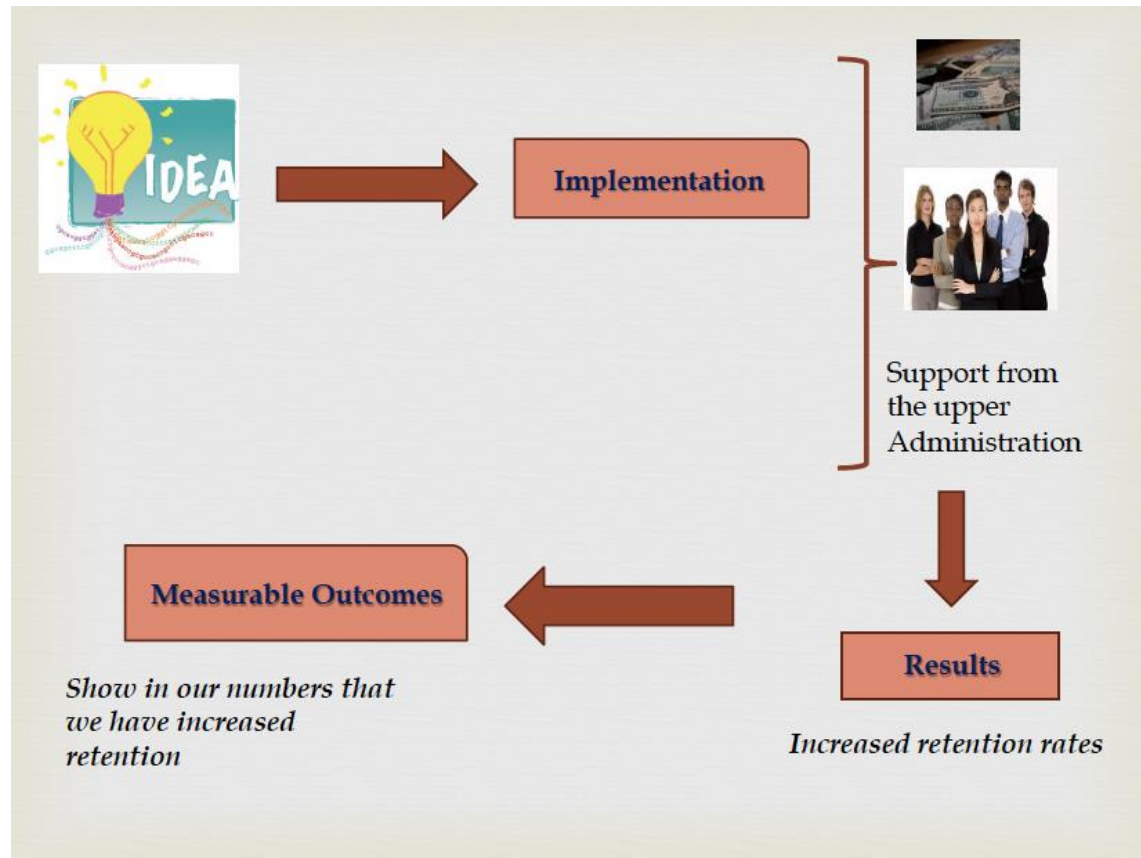 IDEA
Implementation
Support from
the upper
Administration
Results
Increased retention rates
Measurable Outcomes
Show in our numbers that
we have increased
retention